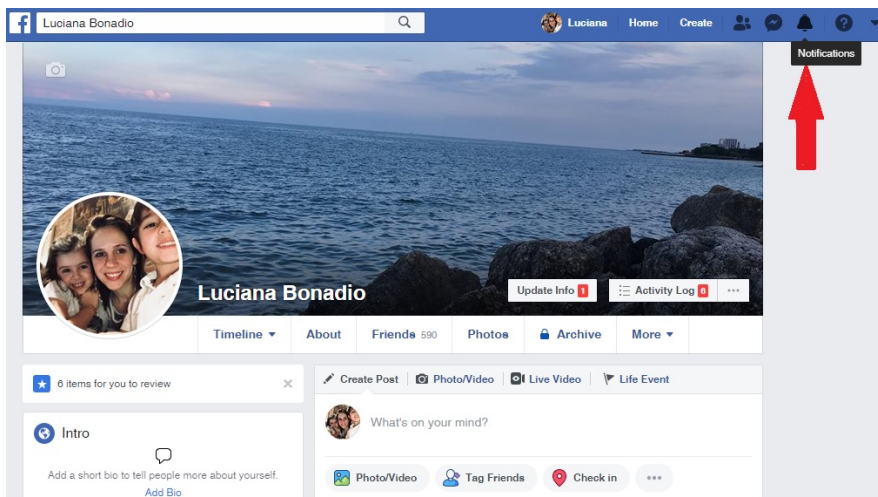 f Luciana Bonadio
Luciana Home Create
Notifications
Luciana Bonadio
Update Info 1
Activity Log 6
Timeline
About
Friends 590
Photos
Archive
More
6 items for you to review
Create Post
Photo/Video
Live Video
Life Event
Intro
What's on your mind?
Add a short bio to tell people more about yourself.
Add Bio
Photo/Video
Tag Friends
Check in